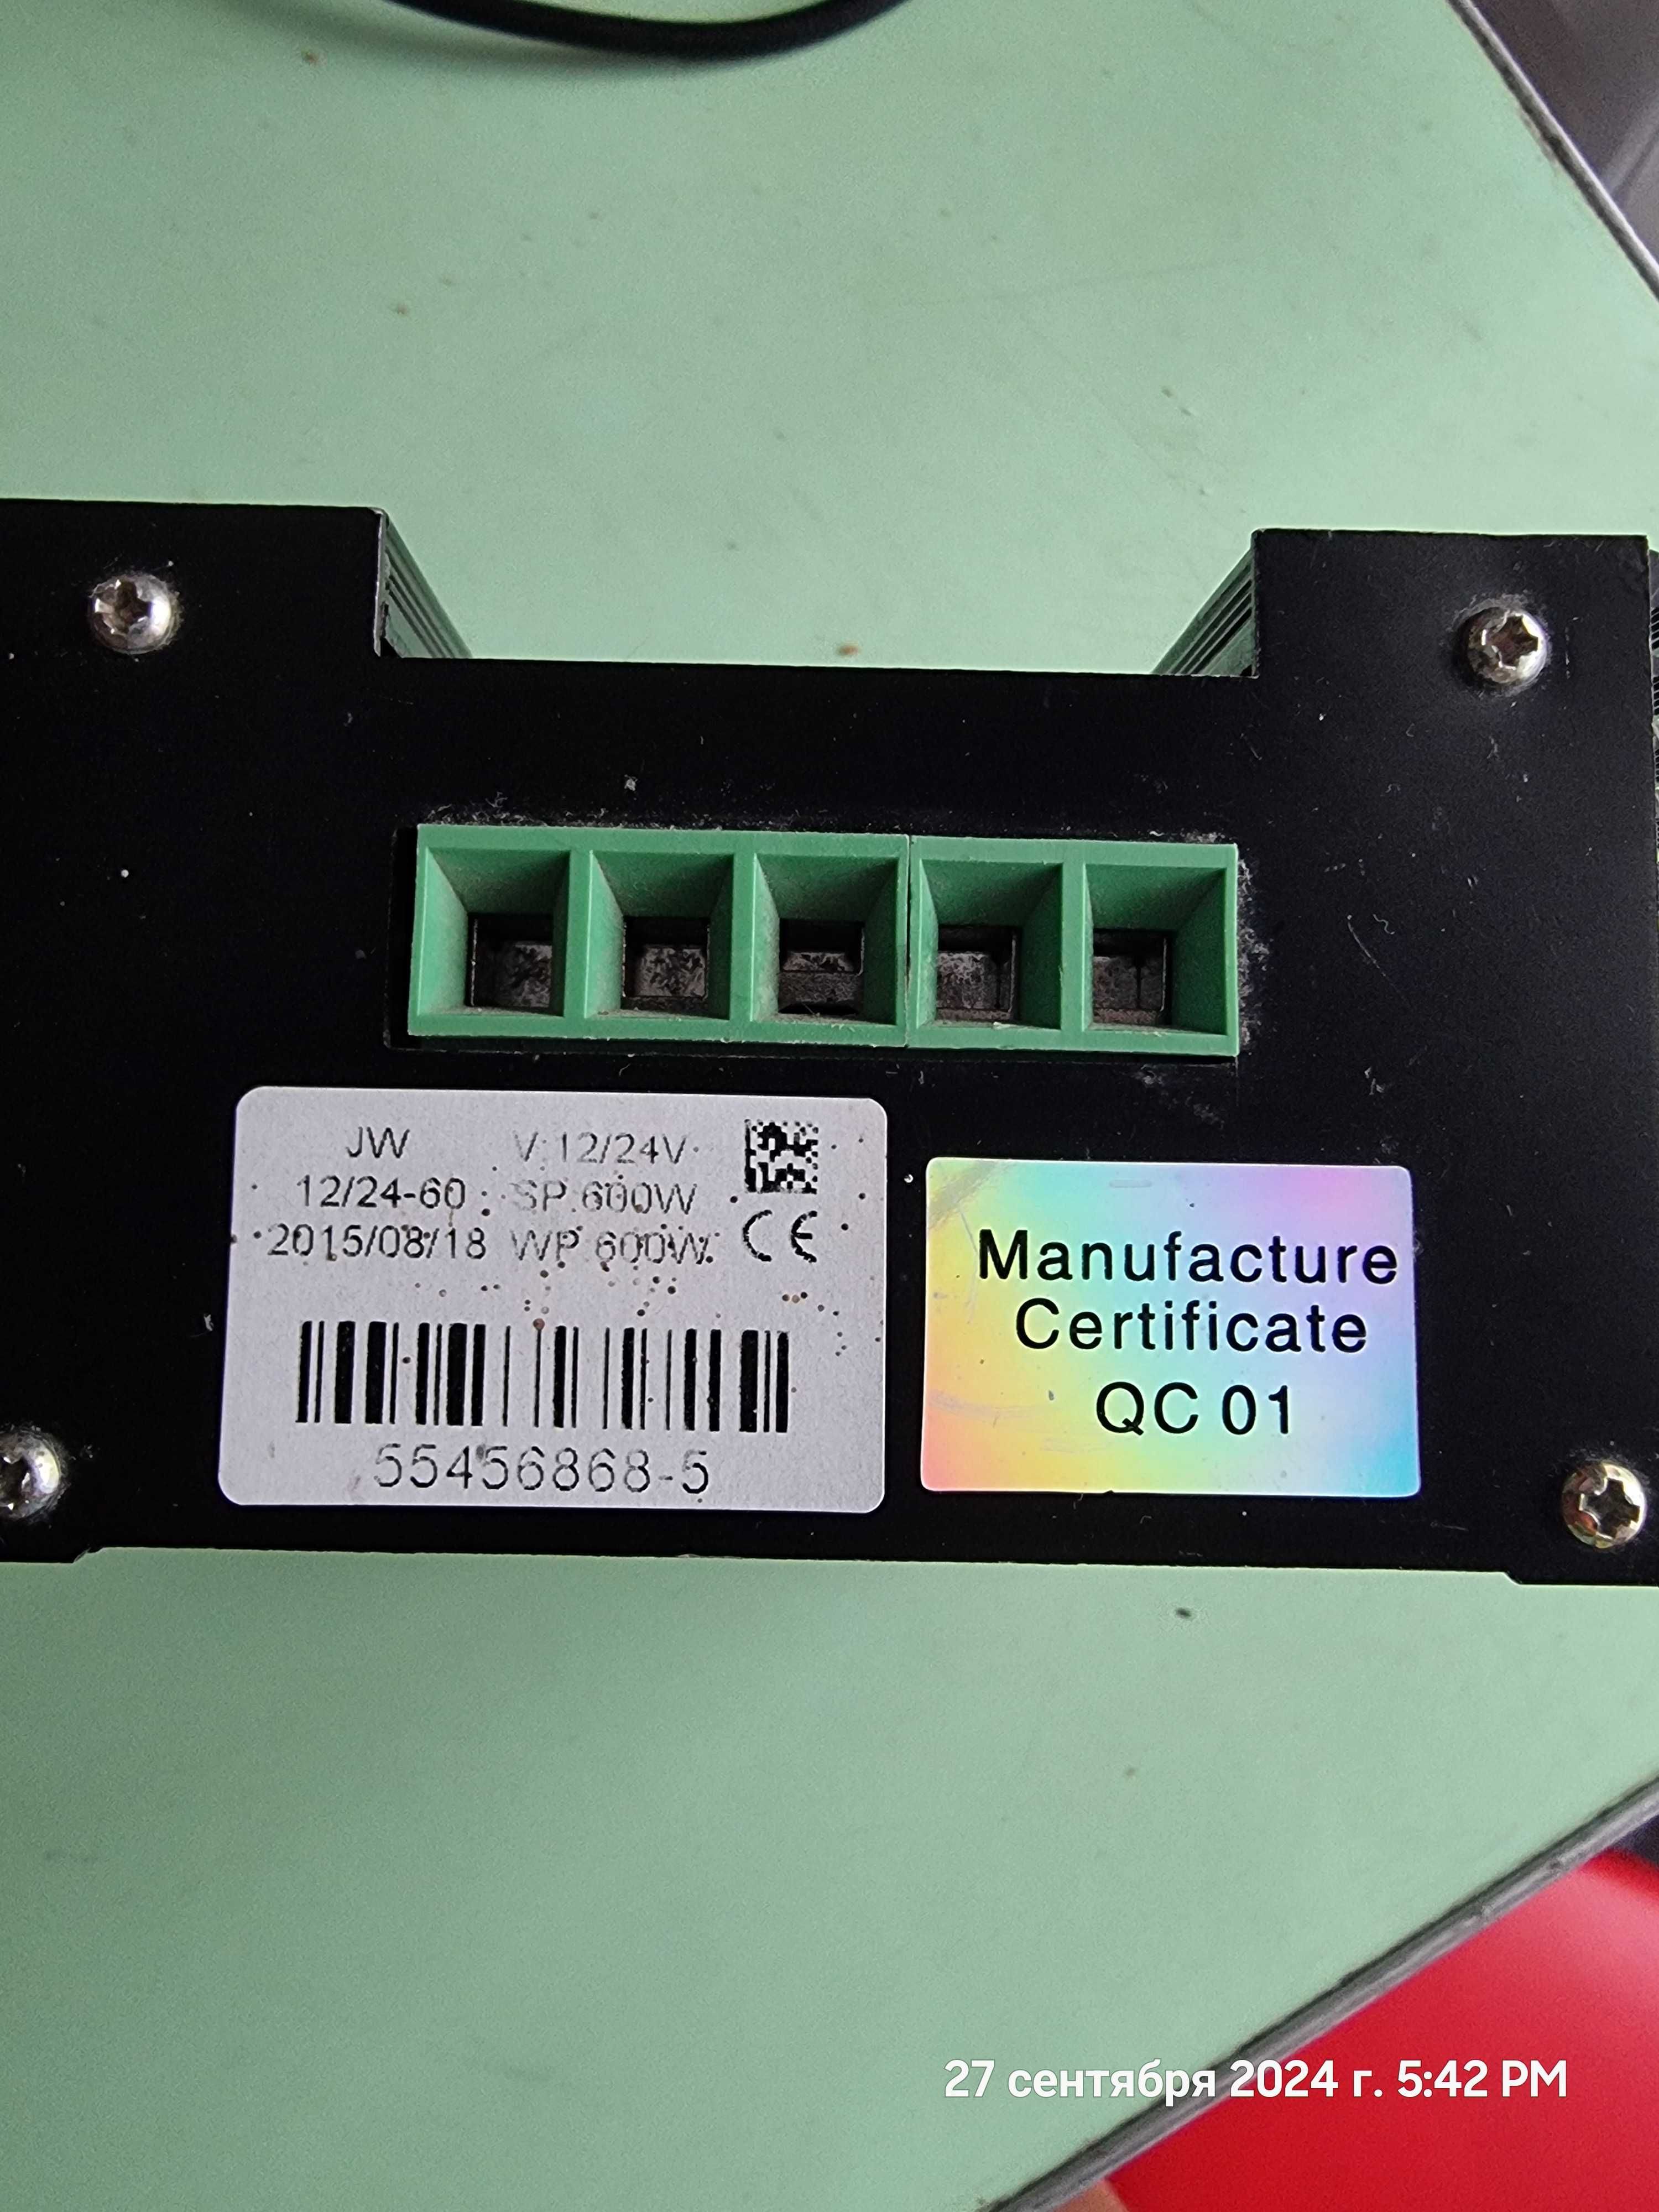 JW V:12/24V
12/24-60 SP:600W
2015/08/18 WP:600W CE
55456868-5
Manufacture
Certificate
QC 01
27 сентября 2024 г. 5:42 PM